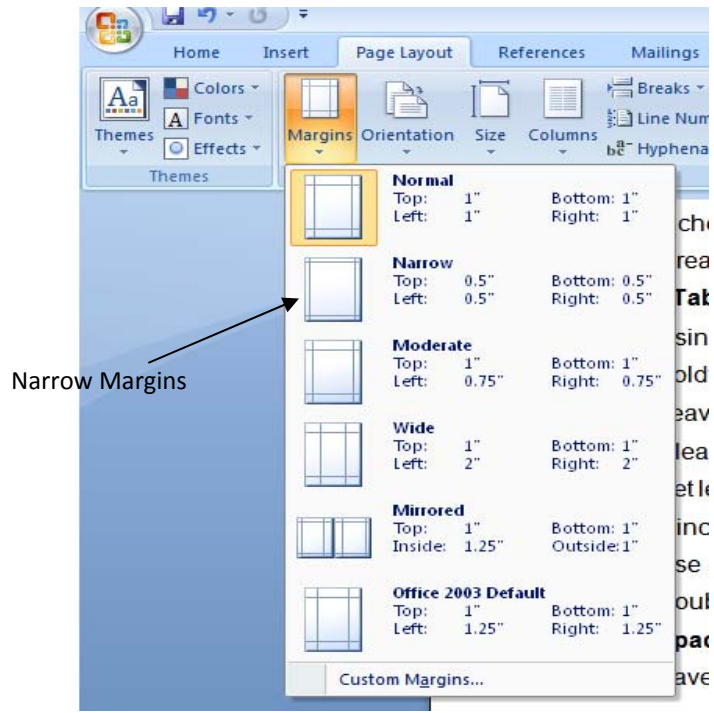 Home Insert Page Layout References Mailings
Aa Colors Margins Orientation Size Columns Breaks
A Fonts Line Num
Themes Effects Hyphena
Themes
Normal
Top: 1" Bottom: 1"
Left: 1" Right: 1"
Narrow
Top: 0.5" Bottom: 0.5"
Left: 0.5" Right: 0.5"
Moderate
Top: 1" Bottom: 1"
Left: 0.75" Right: 0.75"
Narrow Margins
Wide
Top: 1" Bottom: 1"
Left: 2" Right: 2"
Mirrored
Top: 1" Bottom: 1"
Inside: 1.25" Outside: 1"
Office 2003 Default
Top: 1" Bottom: 1"
Left: 1.25" Right: 1.25"
Custom Margins...